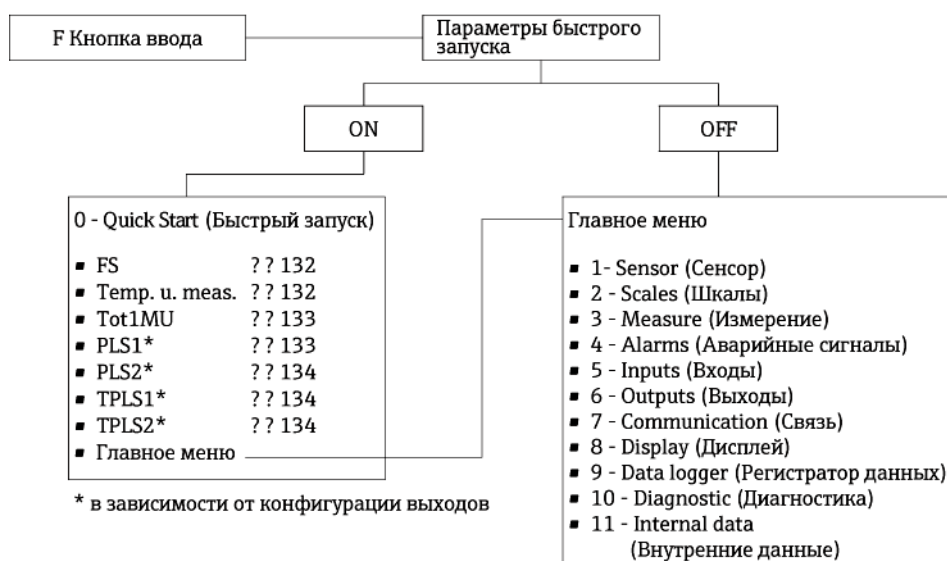 F Кнопка ввода
Параметры быстрого
запуска
ON
OFF
0 - Quick Start (Быстрый запуск)
▪ FS ? ? 132
▪ Temp. u. meas. ? ? 132
▪ Tot1MU ? ? 133
▪ PLS1* ? ? 133
▪ PLS2* ? ? 134
▪ TPLS1* ? ? 134
▪ TPLS2* ? ? 134
▪ Главное меню
* в зависимости от конфигурации выходов
Главное меню
▪ 1- Sensor (Сенсор)
▪ 2 - Scales (Шкалы)
▪ 3 - Measure (Измерение)
▪ 4 - Alarms (Аварийные сигналы)
▪ 5 - Inputs (Входы)
▪ 6 - Outputs (Выходы)
▪ 7 - Communication (Связь)
▪ 8 - Display (Дисплей)
▪ 9 - Data logger (Регистратор данных)
▪ 10 - Diagnostic (Диагностика)
▪ 11 - Internal data
(Внутренние данные)